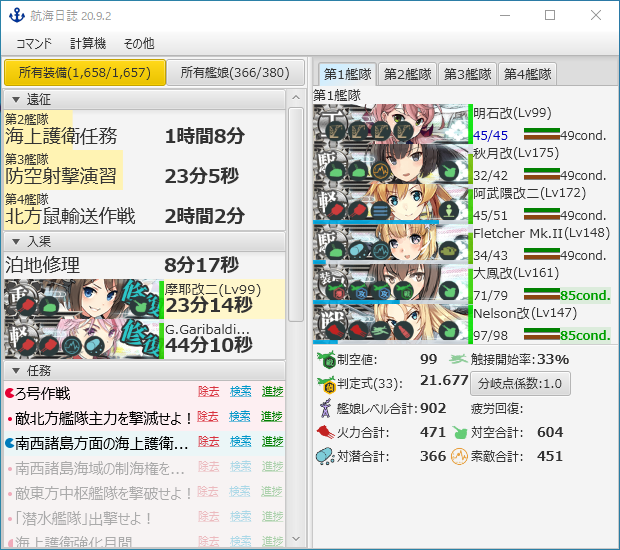 航海日誌 20.9.2
コマンド 計算機 その他
所有装備(1,658/1,657) 所有艦娘(366/380)
遠征
第2艦隊
海上護衛任務 1時間8分
第3艦隊
防空射撃演習 23分5秒
第4艦隊
北方鼠輸送作戦 2時間2分
入渠
泊地修理 8分17秒
摩耶改二(Lv99)
23分14秒
G.Garibaldi...
44分10秒
任務
ろ号作戦 除去 検索 進捗
敵北方艦隊主力を撃滅せよ! 除去 検索 進捗
南西諸島方面の海上護衛... 除去 検索 進捗
南西諸島海域の制海権を... 除去 検索 進捗
敵東方中枢艦隊を撃破せよ! 除去 検索 進捗
「潜水艦隊」出撃せよ! 除去 検索 進捗
海上護衛強化月間 除去 検索 進捗
第1艦隊 第2艦隊 第3艦隊 第4艦隊
第1艦隊
明石改(Lv99)
45/45 49cond.
秋月改(Lv175)
32/42 49cond.
阿武隈改二(Lv172)
45/51 49cond.
Fletcher Mk.II(Lv148)
34/43 49cond.
大鳳改(Lv161)
71/79 85cond.
Nelson改(Lv147)
97/98 85cond.
制空値: 99 触接開始率: 33%
判定式(33): 21.677 分岐点係数:1.0
艦娘レベル合計: 902 疲労回復:
火力合計: 471 対空合計: 604
対潜合計: 366 索敵合計: 451